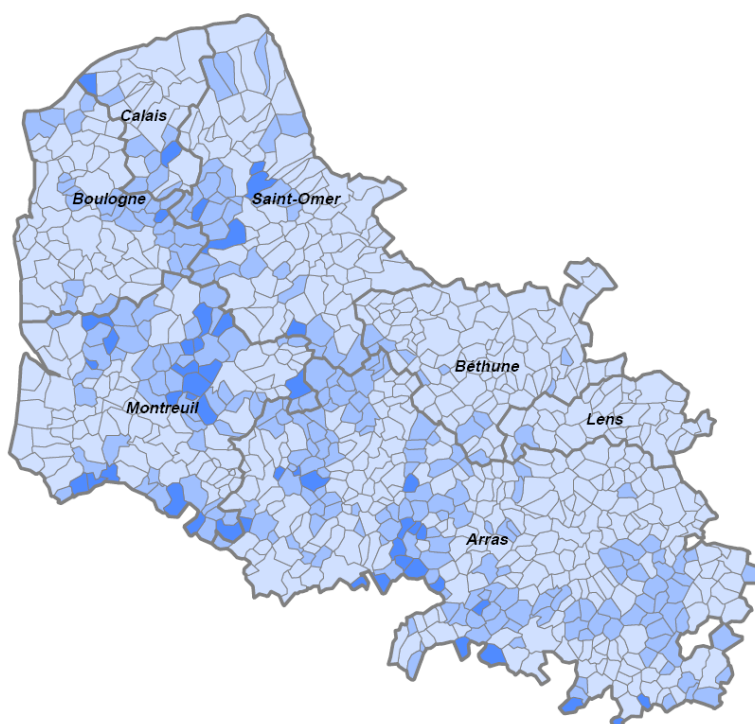 Calais
Boulogne
Saint-Omer
Béthune
Montreuil
Lens
Arras